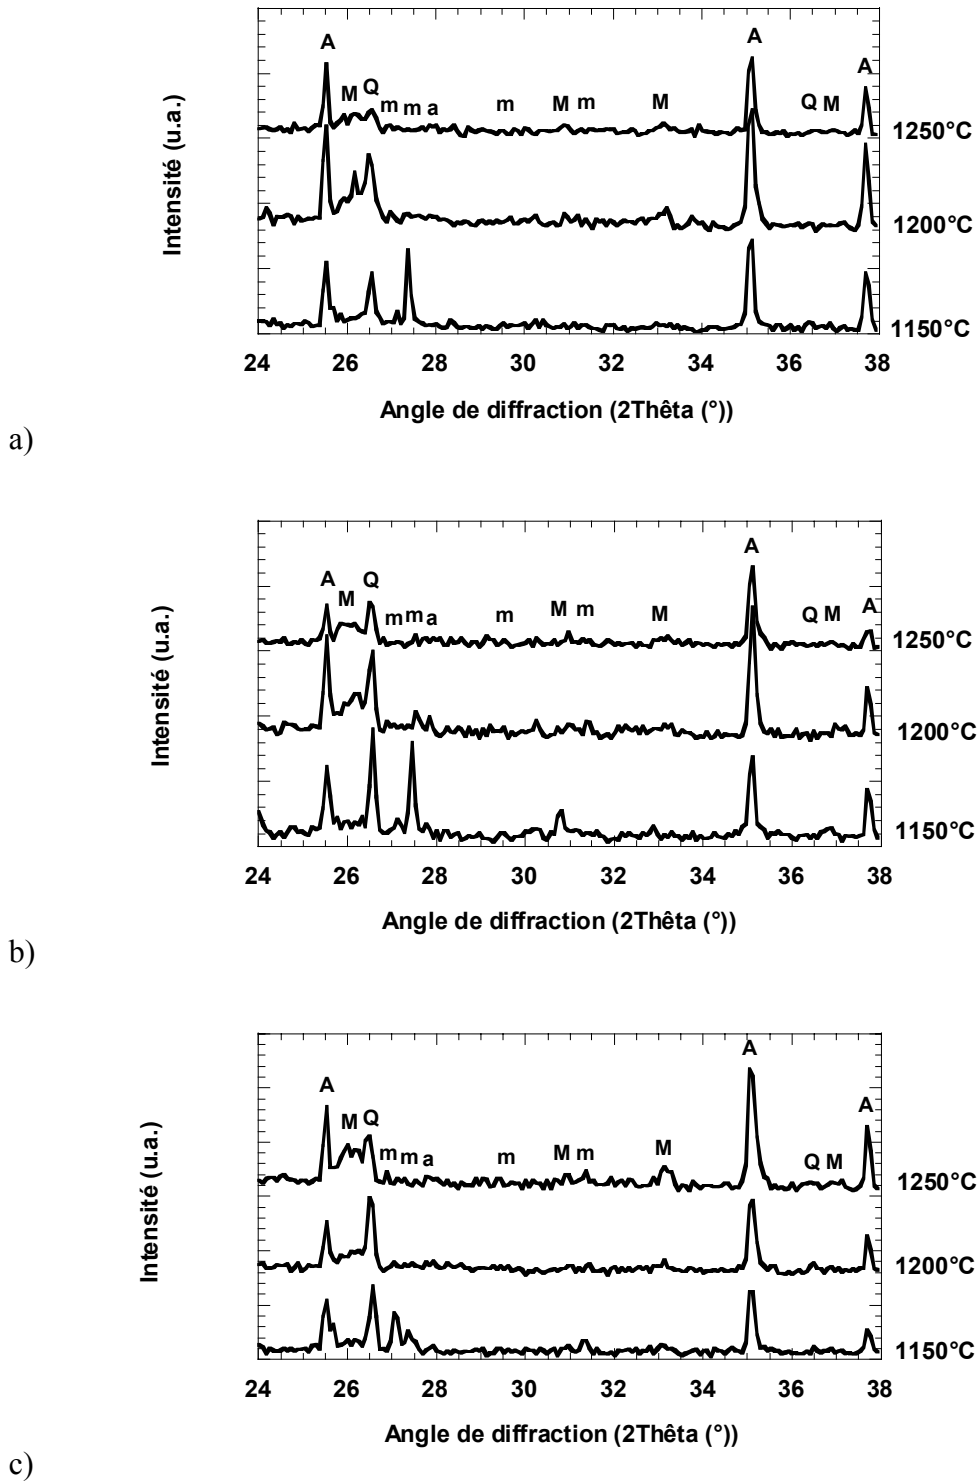 A
A
M
Q
A
m
m
a
m
M
m
M
Q
M
1250°C
Intensité (u.a.)
1200°C
1150°C
24 26 28 30 32 34 36 38
Angle de diffraction (2Thêta (°))
a)
A
A
M
Q
m
m
a
m
M
m
M
Q
M
A
1250°C
Intensité (u.a.)
1200°C
1150°C
24 26 28 30 32 34 36 38
Angle de diffraction (2Thêta (°))
b)
A
A
M
Q
A
m
m
a
m
M
m
M
Q
M
1250°C
Intensité (u.a.)
1200°C
1150°C
24 26 28 30 32 34 36 38
Angle de diffraction (2Thêta (°))
c)